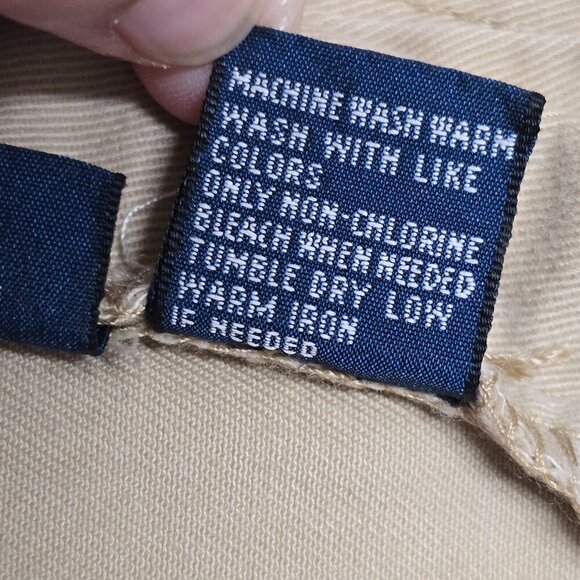 MACHINE WASH WARM
WASH WITH LIKE
COLORS
ONLY NON-CHLORINE
BLEACH WHEN NEEDED
TUMBLE DRY LOW
WARM IRON
IF NEEDED